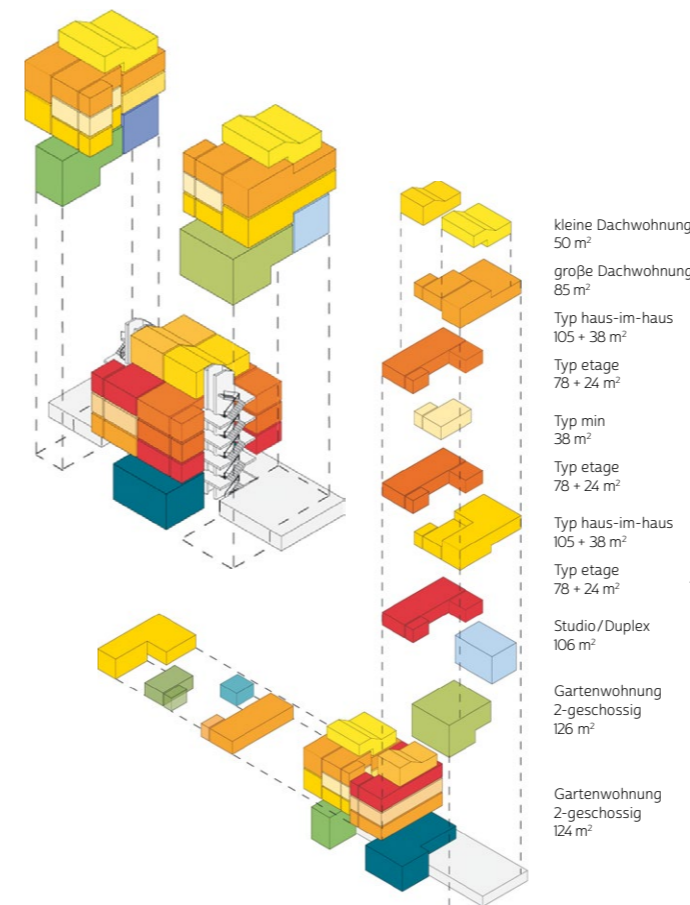 kleine Dachwohnung
50 m²
große Dachwohnung
85 m²
Typ haus-im-haus
105 + 38 m²
Typ etage
78 + 24 m²
Typ min
38 m²
Typ etage
78 + 24 m²
Typ haus-im-haus
105 + 38 m²
Typ etage
78 + 24 m²
Studio/Duplex
106 m²
Gartenwohnung
2-geschossig
126 m²
Gartenwohnung
2-geschossig
124 m²